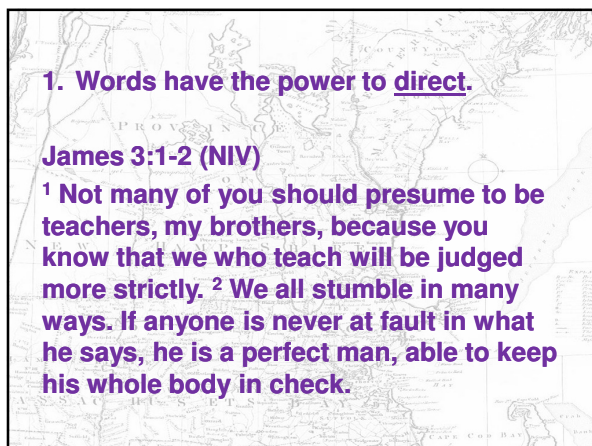 1. Words have the power to direct.
James 3:1-2 (NIV)
¹ Not many of you should presume to be
teachers, my brothers, because you
know that we who teach will be judged
more strictly. ² We all stumble in many
ways. If anyone is never at fault in what
he says, he is a perfect man, able to keep
his whole body in check.